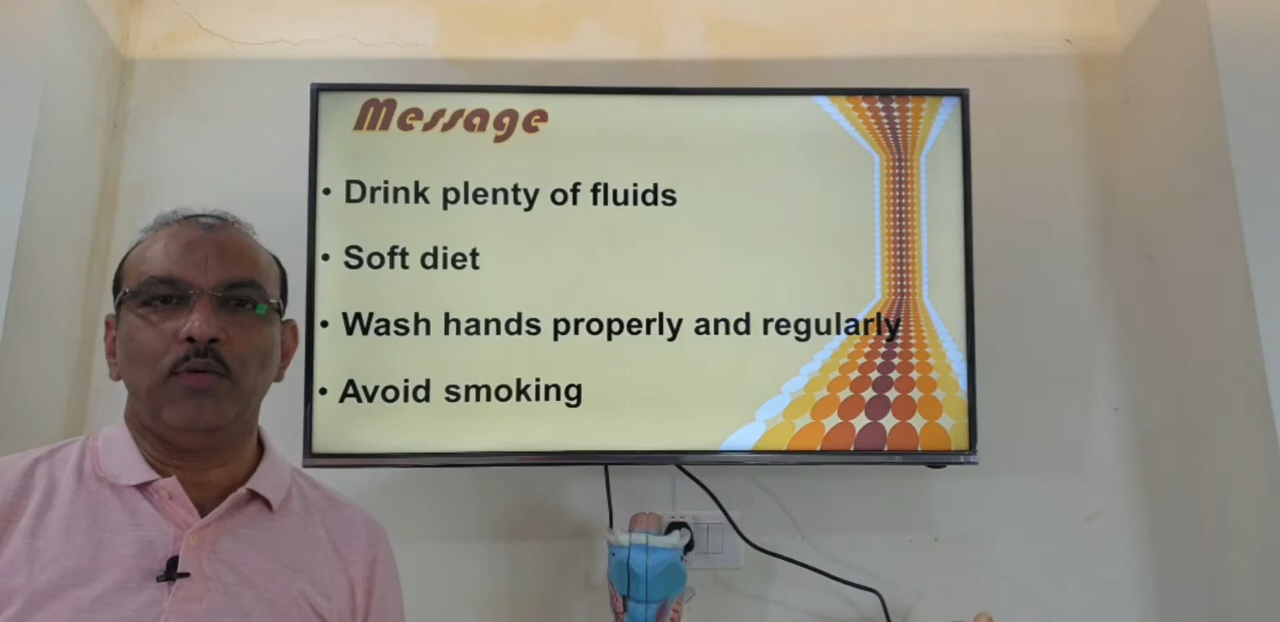 Message
• Drink plenty of fluids
• Soft diet
• Wash hands properly and regularly
• Avoid smoking